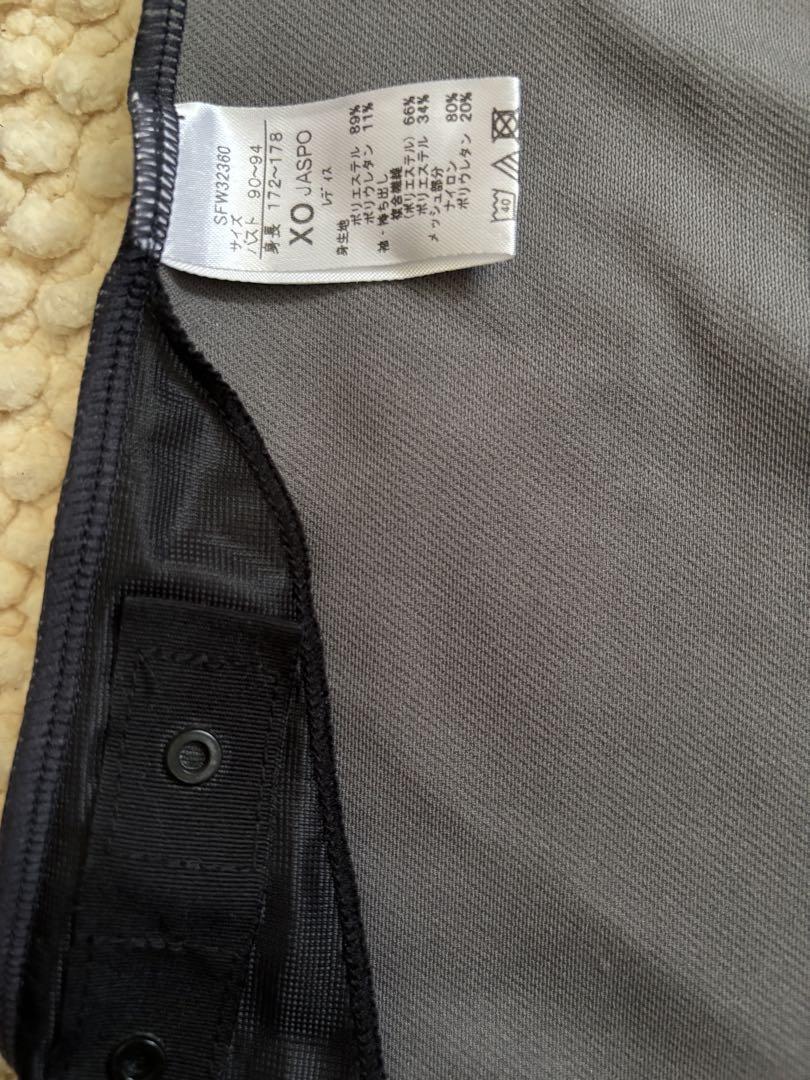 SFW32360
サイズ
バスト 90~94
身長 172~178
XO JASPO
レディス
身生地 ポリエステル 89%
ポリウレタン 11%
袖・持ち出し
複合繊維
(ポリエステル) 66%
ポリエステル 34%
メッシュ部分
ナイロン 80%
ポリウレタン 20%
40